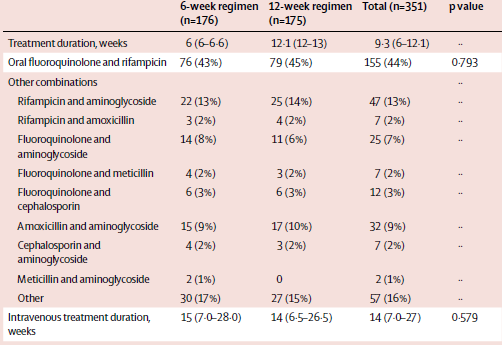 6-week regimen 12-week regimen Total (n=351) p value
(n=176) (n=175)
Treatment duration, weeks 6 (6–6·6) 12·1 (12–13) 9·3 (6–12·1) ··
Oral fluoroquinolone and rifampicin 76 (43%) 79 (45%) 155 (44%) 0·793
Other combinations ··
Rifampicin and aminoglycoside 22 (13%) 25 (14%) 47 (13%) ··
Rifampicin and amoxicillin 3 (2%) 4 (2%) 7 (2%) ··
Fluoroquinolone and 14 (8%) 11 (6%) 25 (7%) ··
aminoglycoside
Fluoroquinolone and meticillin 4 (2%) 3 (2%) 7 (2%) ··
Fluoroquinolone and 6 (3%) 6 (3%) 12 (3%) ··
cephalosporin
Amoxicillin and aminoglycoside 15 (9%) 17 (10%) 32 (9%) ··
Cephalosporin and 4 (2%) 3 (2%) 7 (2%) ··
aminoglycoside
Meticillin and aminoglycoside 2 (1%) 0 2 (1%) ··
Other 30 (17%) 27 (15%) 57 (16%) ··
Intravenous treatment duration, 15 (7·0–28·0) 14 (6·5–26·5) 14 (7·0–27) 0·579
weeks